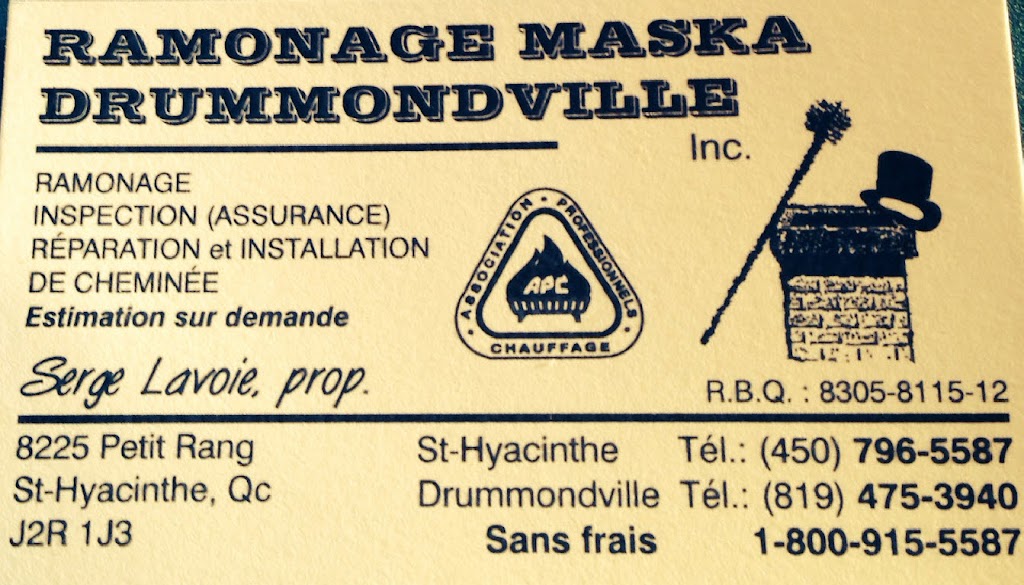 RAMONAGE MASKA
DRUMMONDVILLE
Inc.
RAMONAGE
INSPECTION (ASSURANCE)
RÉPARATION et INSTALLATION
DE CHEMINÉE
Estimation sur demande
Serge Lavoie, prop.
ASSOCIATION · PROFESSIONNELS ·
APC
CHAUFFAGE
R.B.Q. : 8305-8115-12
8225 Petit Rang
St-Hyacinthe, Qc
J2R 1J3
St-Hyacinthe Tél.: (450) 796-5587
Drummondville Tél.: (819) 475-3940
Sans frais 1-800-915-5587